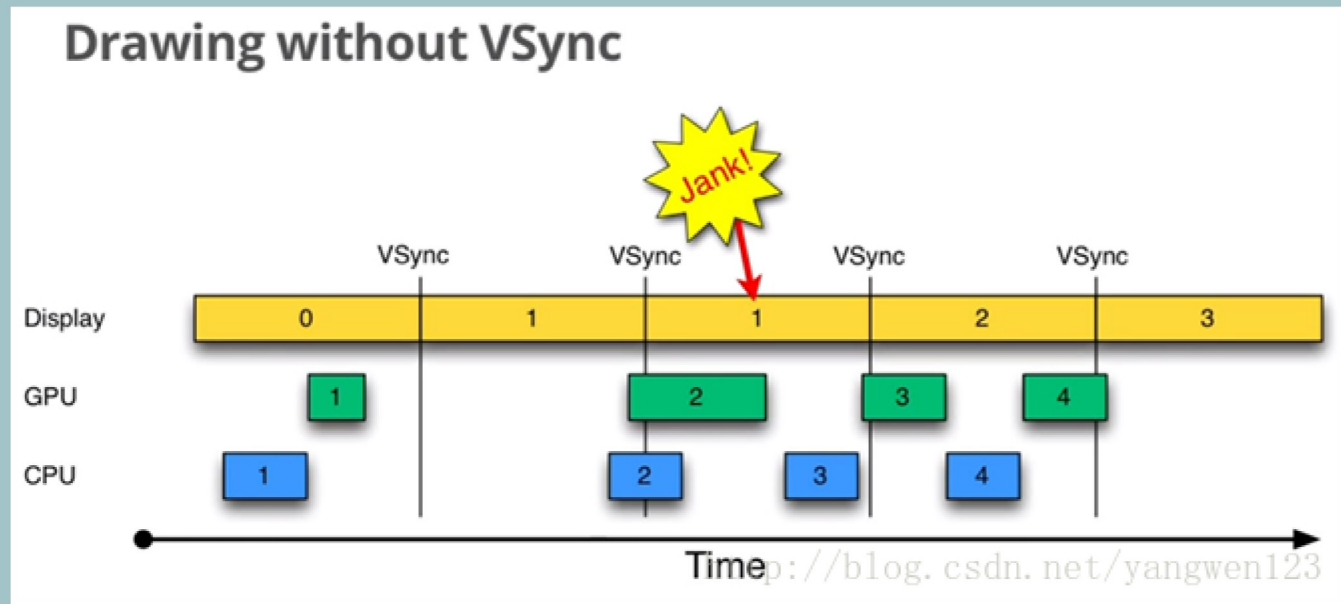 Drawing without VSync
Jank!
VSync VSync VSync VSync
Display 0 1 1 2 3
GPU 1 2 3 4
CPU 1 2 3 4
Time
p://blog.csdn.net/yangwen123